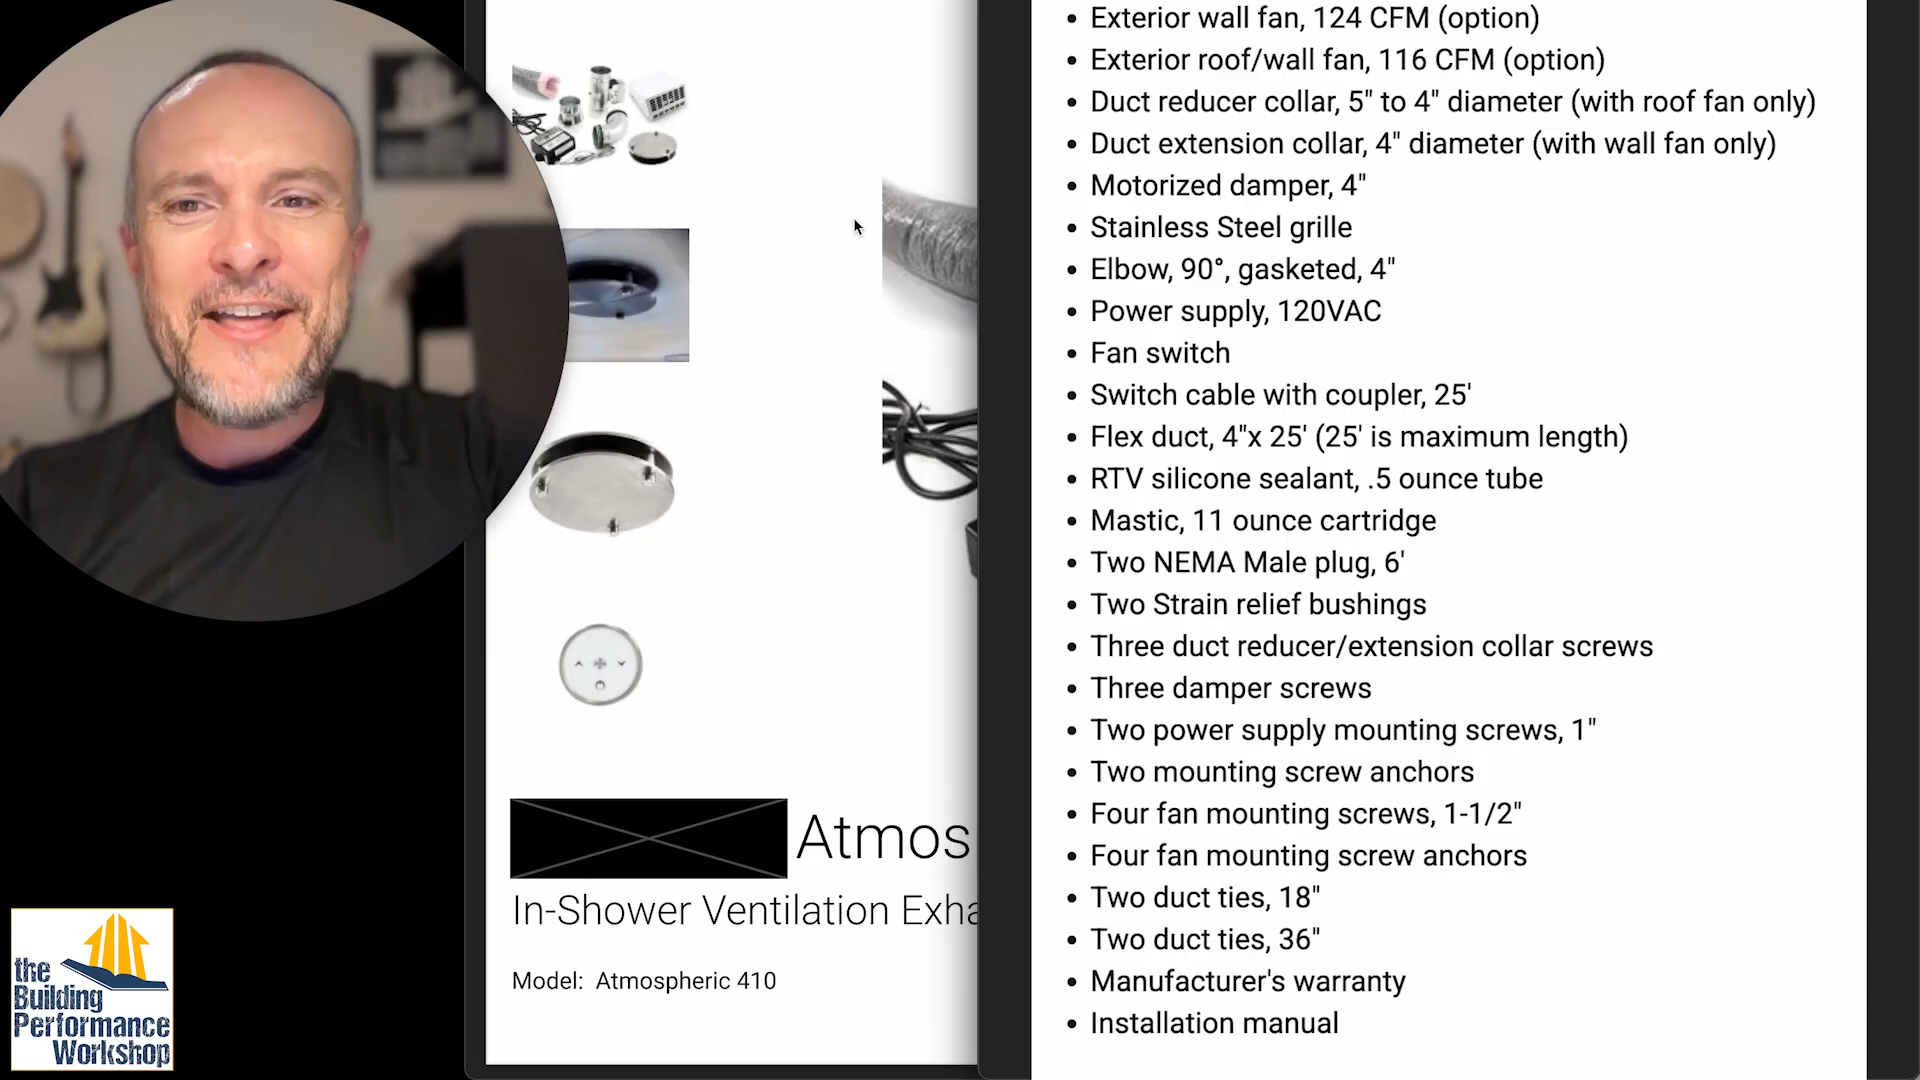 Exterior wall fan, 124 CFM (option)
Exterior roof/wall fan, 116 CFM (option)
Duct reducer collar, 5" to 4" diameter (with roof fan only)
Duct extension collar, 4" diameter (with wall fan only)
Motorized damper, 4"
Stainless Steel grille
Elbow, 90°, gasketed, 4"
Power supply, 120VAC
Fan switch
Switch cable with coupler, 25'
Flex duct, 4"x 25' (25' is maximum length)
RTV silicone sealant, .5 ounce tube
Mastic, 11 ounce cartridge
Two NEMA Male plug, 6'
Two Strain relief bushings
Three duct reducer/extension collar screws
Three damper screws
Two power supply mounting screws, 1"
Two mounting screw anchors
Four fan mounting screws, 1-1/2"
Four fan mounting screw anchors
Two duct ties, 18"
Two duct ties, 36"
Manufacturer's warranty
Installation manual
Atmos
In-Shower Ventilation Exha
Model: Atmospheric 410
the
Building
Performance
Workshop